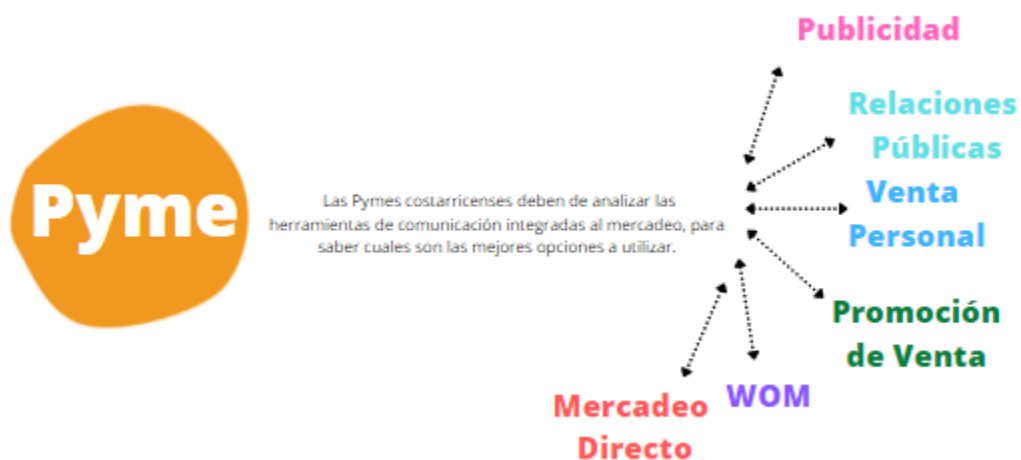 Pyme
Las Pymes costarricenses deben de analizar las
herramientas de comunicación integradas al mercadeo, para
saber cuales son las mejores opciones a utilizar.
Publicidad
Relaciones
Públicas
Venta
Personal
Promoción
de Venta
WOM
Mercadeo
Directo